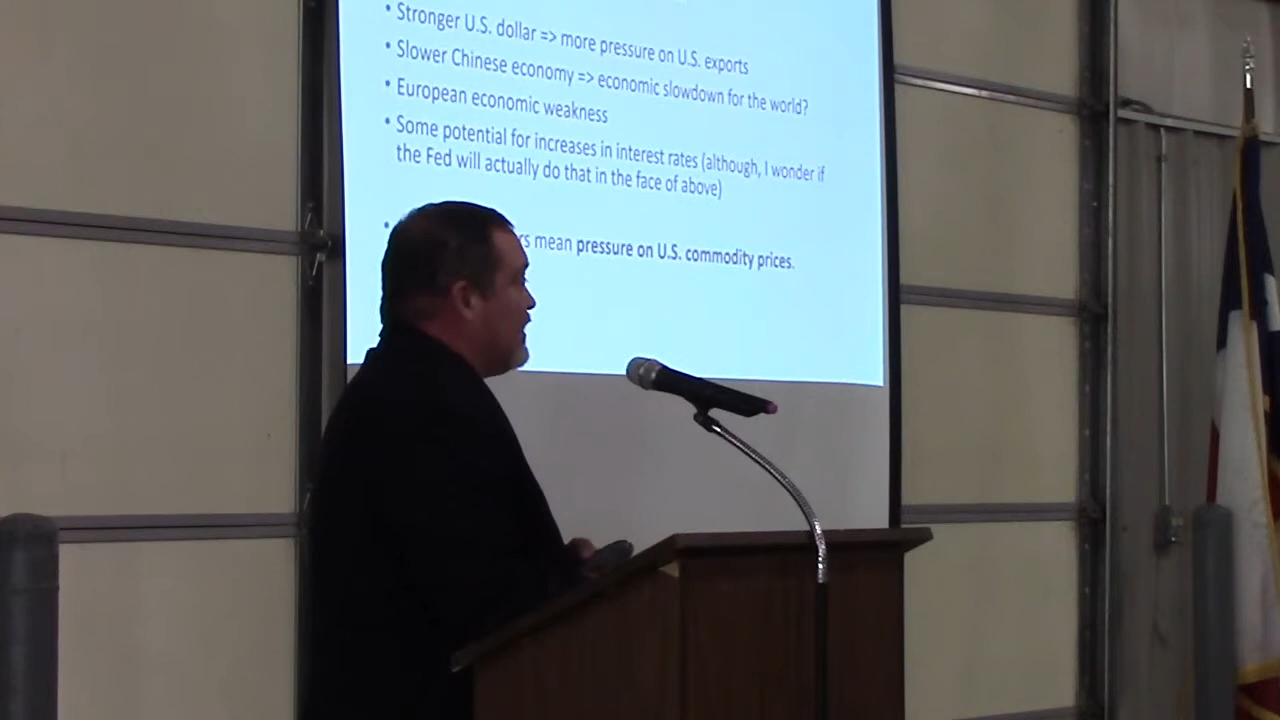 • Stronger U.S. dollar => more pressure on U.S. exports
• Slower Chinese economy => economic slowdown for the world?
• European economic weakness
• Some potential for increases in interest rates (although, I wonder if
the Fed will actually do that in the face of above)
• mean pressure on U.S. commodity prices.